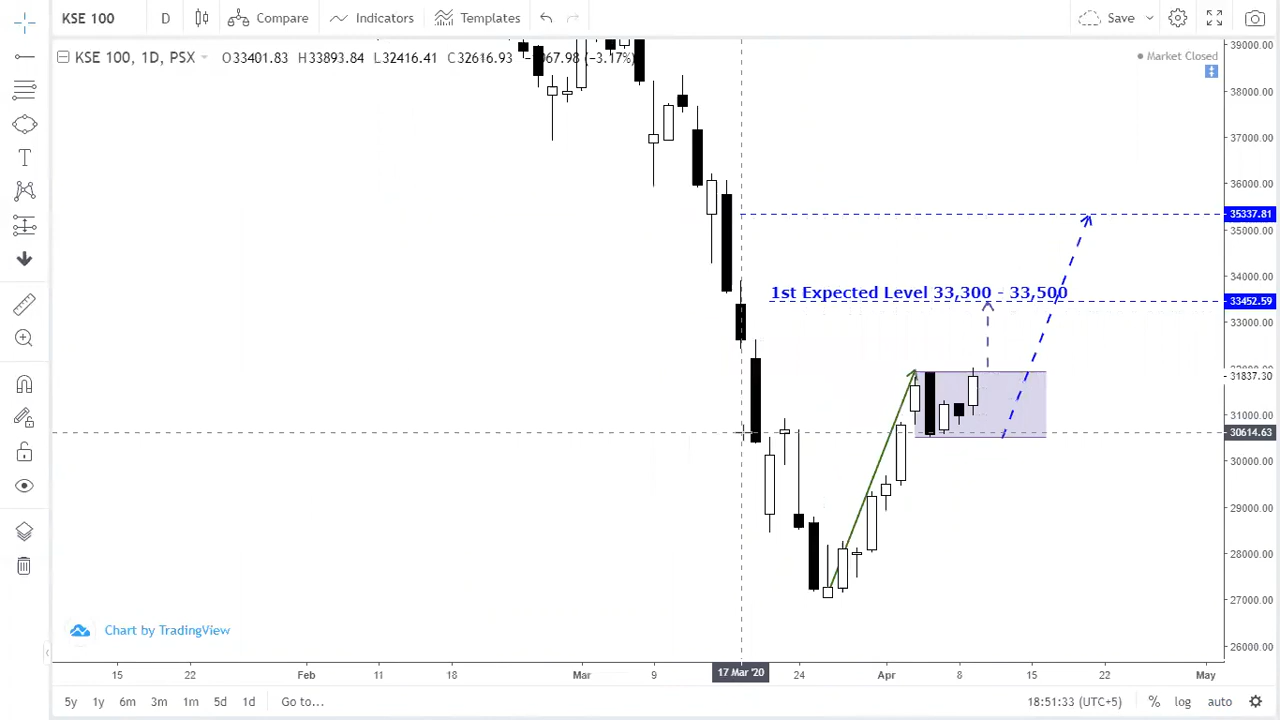 KSE 100 D Compare Indicators Templates Save
KSE 100, 1D, PSX O33401.83 H33893.84 L32416.41 C32616.93 (−3.17%)
Market Closed
39000.00
38000.00
37000.00
36000.00
35337.81
35000.00
34000.00
1st Expected Level 33,300 - 33,500
33452.59
33000.00
31837.30
31000.00
30614.63
30000.00
29000.00
28000.00
27000.00
26000.00
Chart by TradingView
15 22 Feb 11 18 Mar 9 17 Mar '20 24 Apr 8 15 22 May
5y 1y 6m 3m 1m 5d 1d Go to... 18:51:33 (UTC+5) % log auto